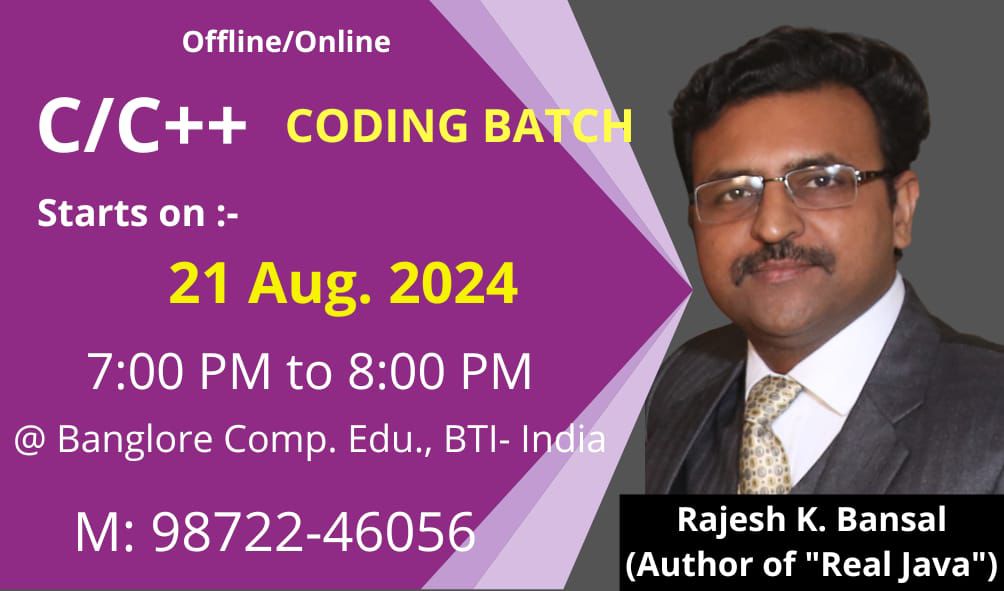 Offline/Online
C/C++ CODING BATCH
Starts on :-
21 Aug. 2024
7:00 PM to 8:00 PM
@ Banglore Comp. Edu., BTI- India
M: 98722-46056
Rajesh K. Bansal
(Author of "Real Java")